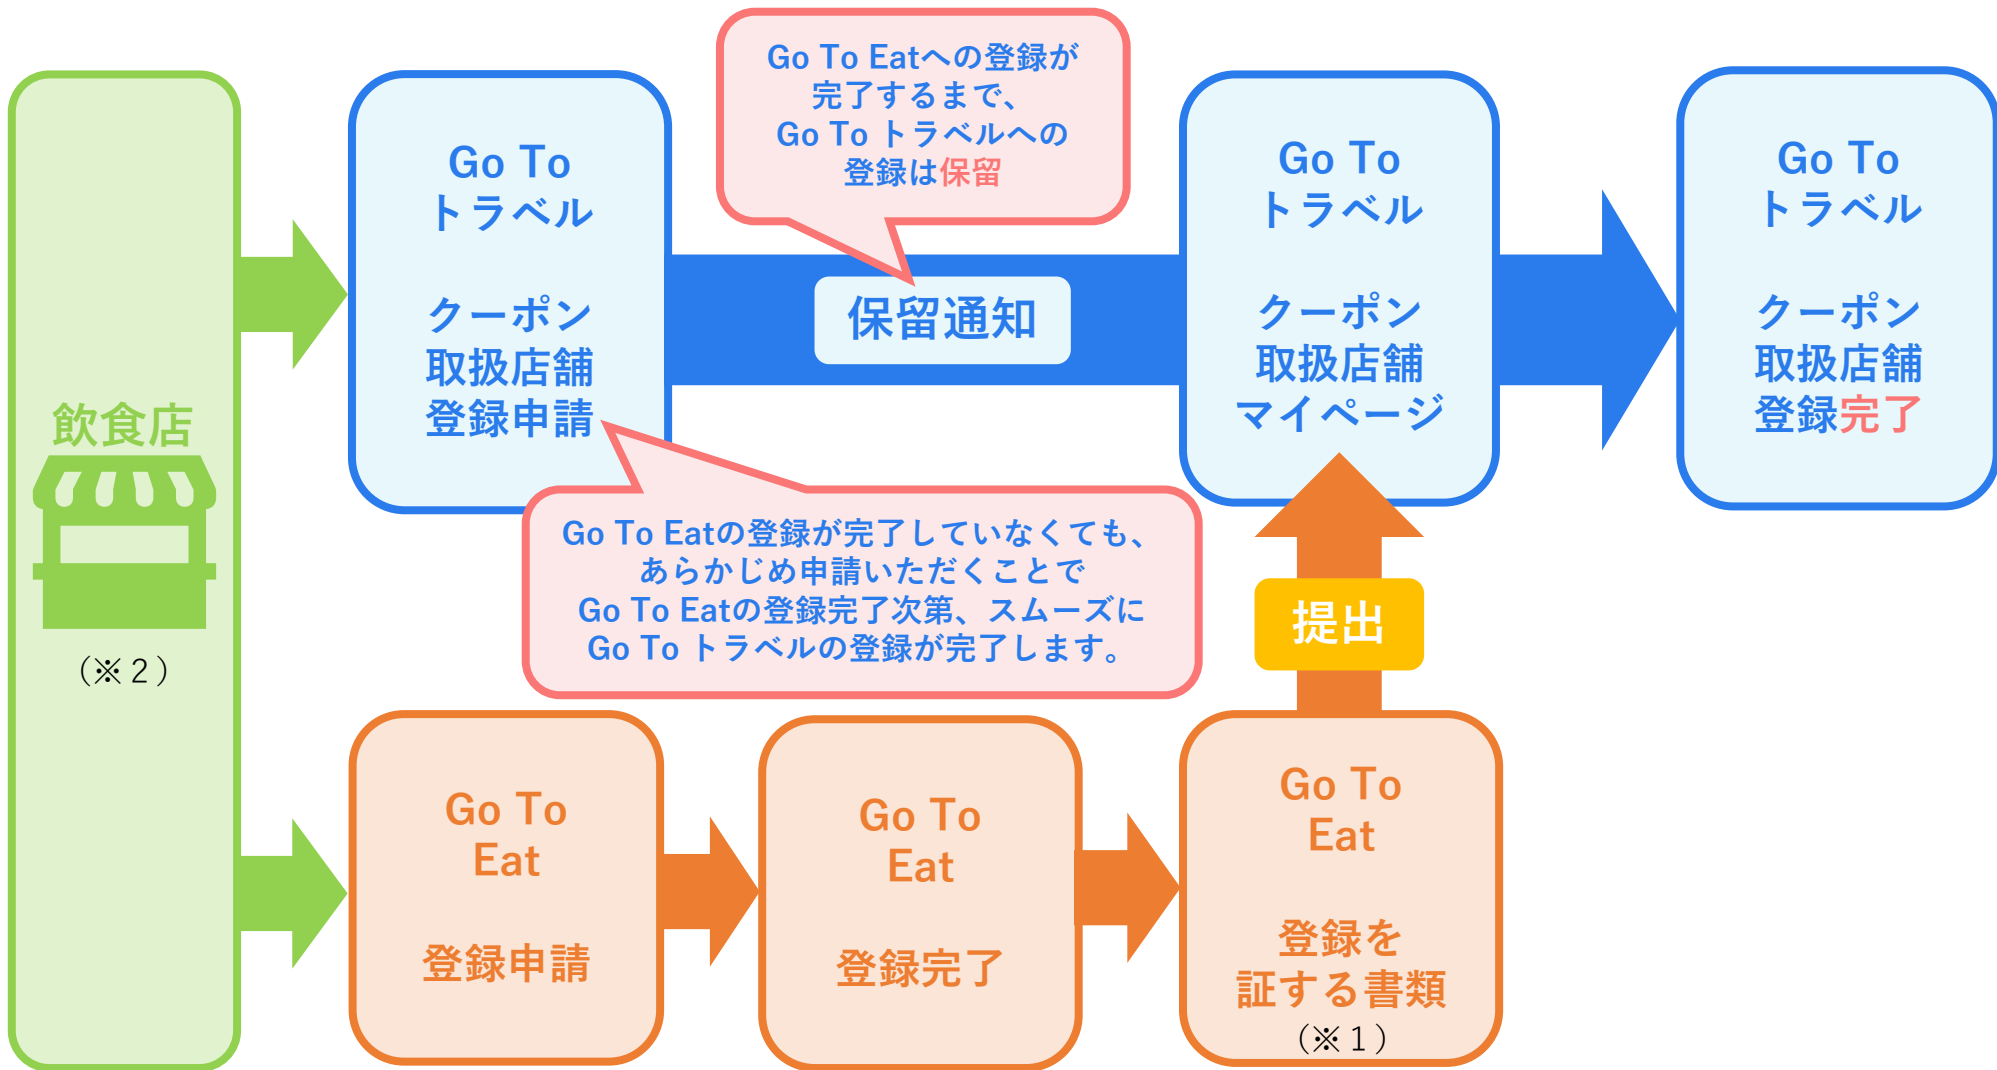 飲食店
（※２）
Go To
トラベル
クーポン
取扱店舗
登録申請
Go To Eatへの登録が
完了するまで、
Go To トラベルへの
登録は保留
保留通知
Go To
トラベル
クーポン
取扱店舗
マイページ
Go To
トラベル
クーポン
取扱店舗
登録完了
Go To Eatの登録が完了していなくても、
あらかじめ申請いただくことで
Go To Eatの登録完了次第、スムーズに
Go To トラベルの登録が完了します。
提出
Go To
Eat
登録申請
Go To
Eat
登録完了
Go To
Eat
登録を
証する書類
（※１）